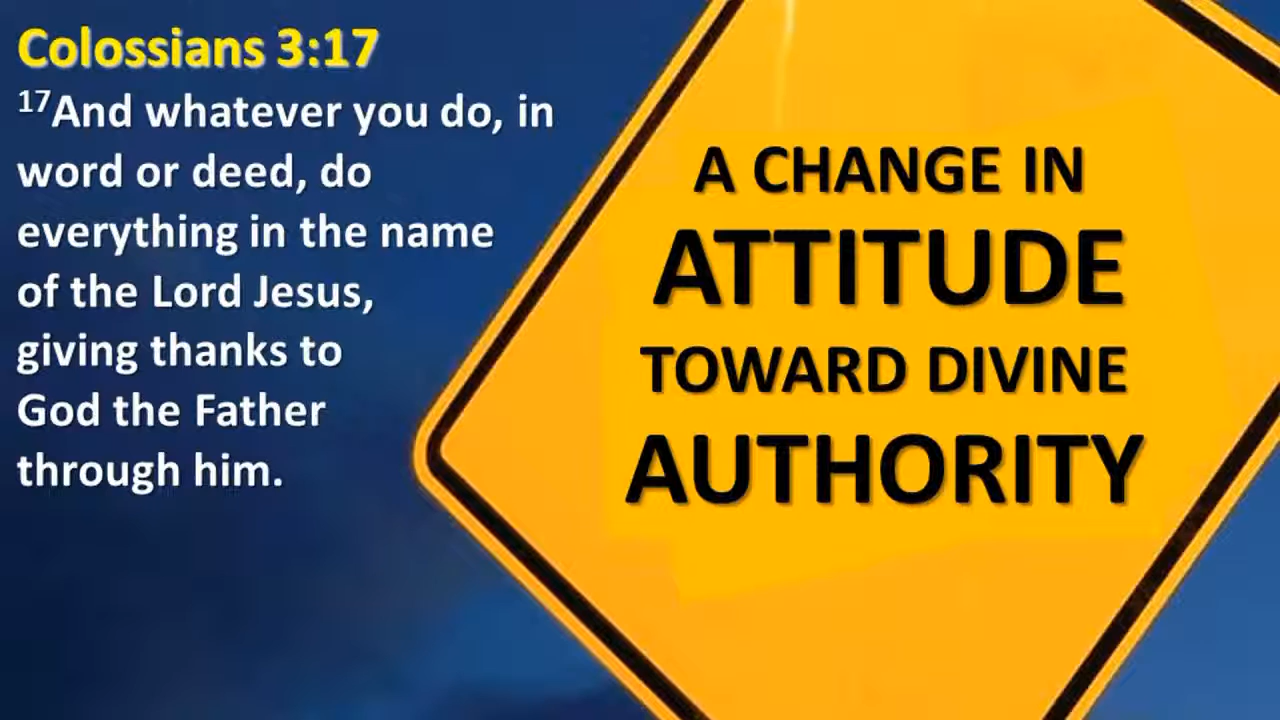 Colossians 3:17
17And whatever you do, in
word or deed, do
everything in the name
of the Lord Jesus,
giving thanks to
God the Father
through him.
A CHANGE IN
ATTITUDE
TOWARD DIVINE
AUTHORITY